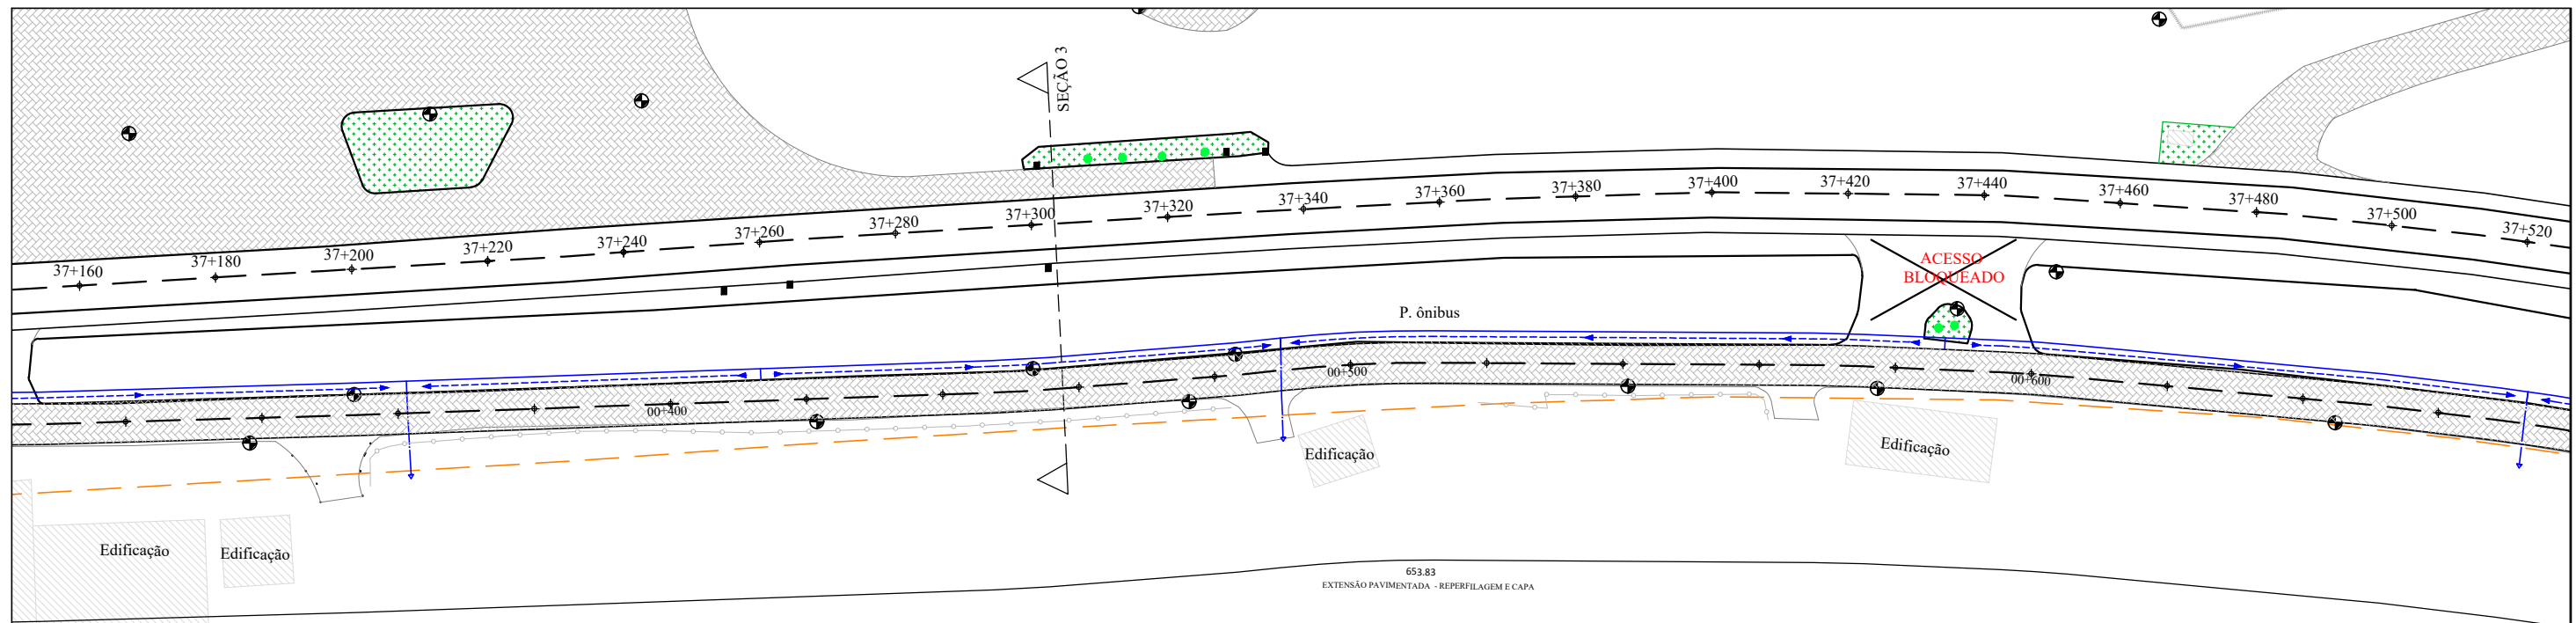 SEÇÃO 3
37+160
37+180
37+200
37+220
37+240
37+260
37+280
37+300
37+320
37+340
37+360
37+380
37+400
37+420
37+440
37+460
37+480
37+500
37+520
ACESSO
BLOQUEADO
P. ônibus
00+400
00+500
00+600
Edificação
Edificação
Edificação
Edificação
653.83
EXTENSÃO PAVIMENTADA - REPERFILAGEM E CAPA